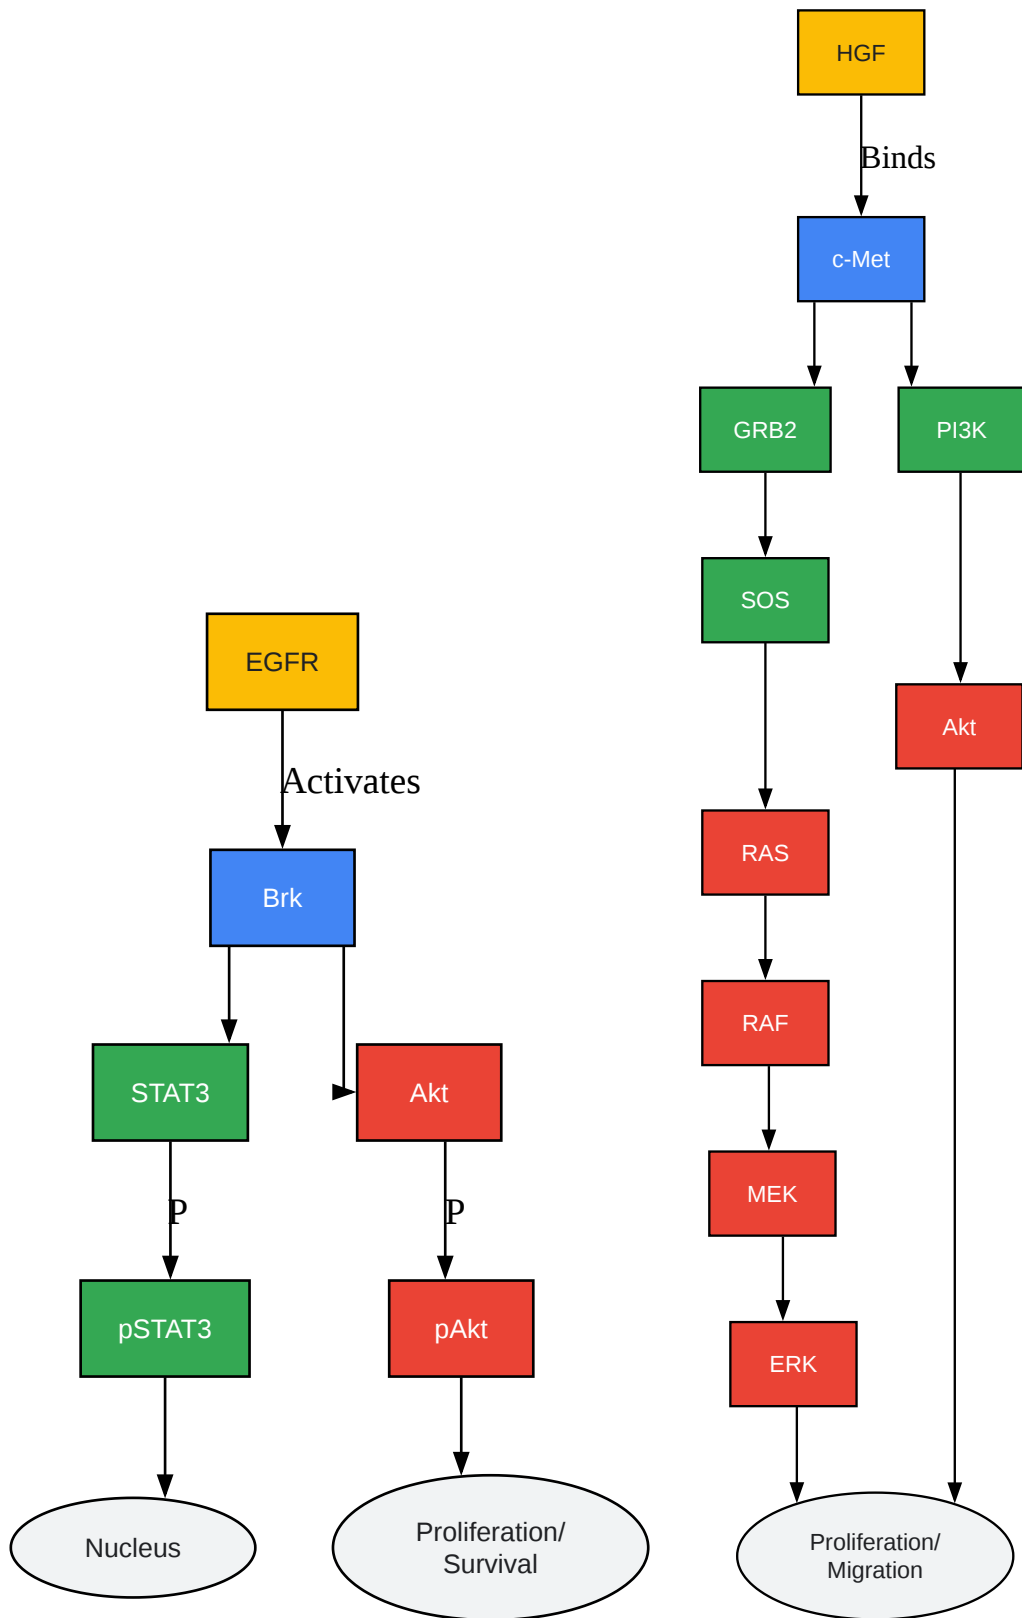 EGFR
Activates
Brk
STAT3
Akt
P
P
pSTAT3
pAkt
Nucleus
Proliferation/
Survival
HGF
Binds
c-Met
GRB2
PI3K
SOS
Akt
RAS
RAF
MEK
ERK
Proliferation/
Migration